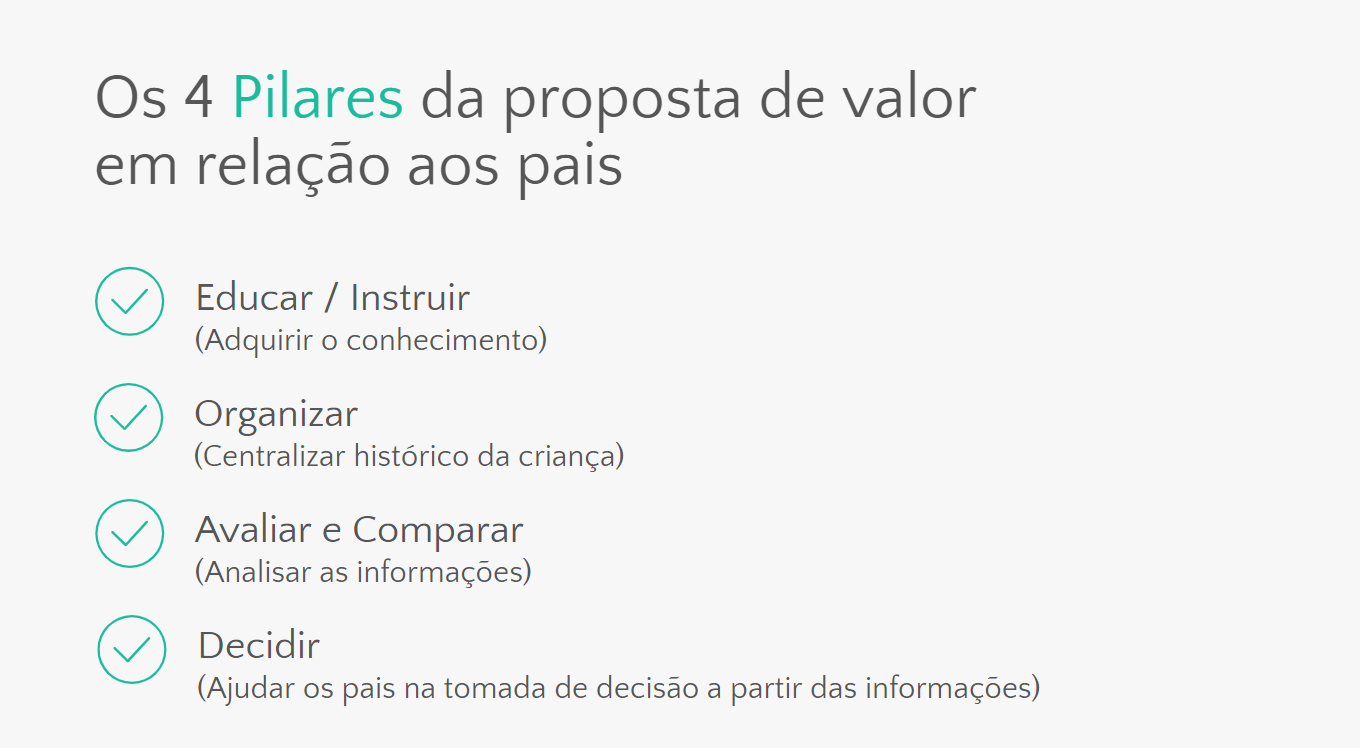 Os 4 Pilares da proposta de valor
em relação aos pais
Educar / Instruir
(Adquirir o conhecimento)
Organizar
(Centralizar histórico da criança)
Avaliar e Comparar
(Analisar as informações)
Decidir
(Ajudar os pais na tomada de decisão a partir das informações)